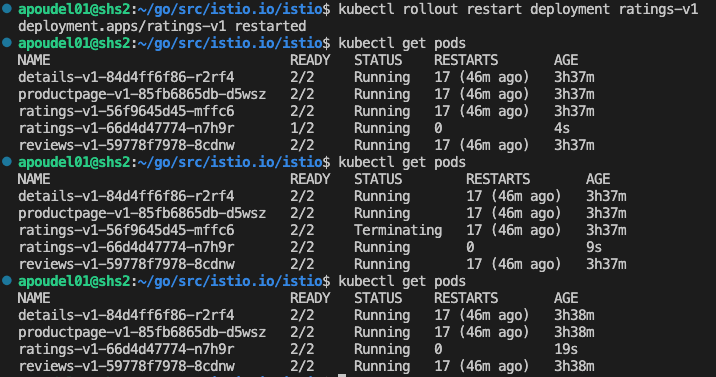 apoudel01@shs2:~/go/src/istio.io/istio$ kubectl rollout restart deployment ratings-v1
deployment.apps/ratings-v1 restarted
apoudel01@shs2:~/go/src/istio.io/istio$ kubectl get pods
NAME READY STATUS RESTARTS AGE
details-v1-84d4ff6f86-r2rf4 2/2 Running 17 (46m ago) 3h37m
productpage-v1-85fb6865db-d5wsz 2/2 Running 17 (46m ago) 3h37m
ratings-v1-56f9645d45-mffc6 2/2 Running 17 (46m ago) 3h37m
ratings-v1-66d4d47774-n7h9r 1/2 Running 0 4s
reviews-v1-59778f7978-8cdnw 2/2 Running 17 (46m ago) 3h37m
apoudel01@shs2:~/go/src/istio.io/istio$ kubectl get pods
NAME READY STATUS RESTARTS AGE
details-v1-84d4ff6f86-r2rf4 2/2 Running 17 (46m ago) 3h37m
productpage-v1-85fb6865db-d5wsz 2/2 Running 17 (46m ago) 3h37m
ratings-v1-56f9645d45-mffc6 2/2 Terminating 17 (46m ago) 3h37m
ratings-v1-66d4d47774-n7h9r 2/2 Running 0 9s
reviews-v1-59778f7978-8cdnw 2/2 Running 17 (46m ago) 3h37m
apoudel01@shs2:~/go/src/istio.io/istio$ kubectl get pods
NAME READY STATUS RESTARTS AGE
details-v1-84d4ff6f86-r2rf4 2/2 Running 17 (46m ago) 3h38m
productpage-v1-85fb6865db-d5wsz 2/2 Running 17 (46m ago) 3h38m
ratings-v1-66d4d47774-n7h9r 2/2 Running 0 19s
reviews-v1-59778f7978-8cdnw 2/2 Running 17 (46m ago) 3h38m